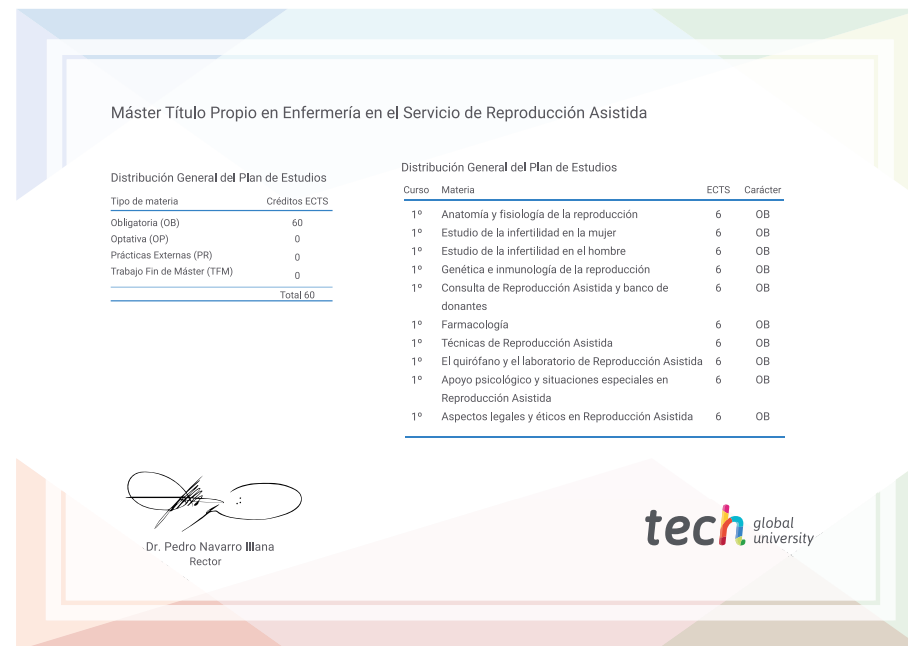 Máster Título Propio en Enfermería en el Servicio de Reproducción Asistida
Distribución General del Plan de Estudios
Tipo de materia Créditos ECTS
Obligatoria (OB) 60
Optativa (OP) 0
Prácticas Externas (PR) 0
Trabajo Fin de Máster (TFM) 0
Total 60
Distribución General del Plan de Estudios
Curso Materia ECTS Carácter
1º Anatomía y fisiología de la reproducción 6 OB
1º Estudio de la infertilidad en la mujer 6 OB
1º Estudio de la infertilidad en el hombre 6 OB
1º Genética e inmunología de la reproducción 6 OB
1º Consulta de Reproducción Asistida y banco de 6 OB
donantes
1º Farmacología 6 OB
1º Técnicas de Reproducción Asistida 6 OB
1º El quirófano y el laboratorio de Reproducción Asistida 6 OB
1º Apoyo psicológico y situaciones especiales en 6 OB
Reproducción Asistida
1º Aspectos legales y éticos en Reproducción Asistida 6 OB
Dr. Pedro Navarro Illana
Rector
tech global
university